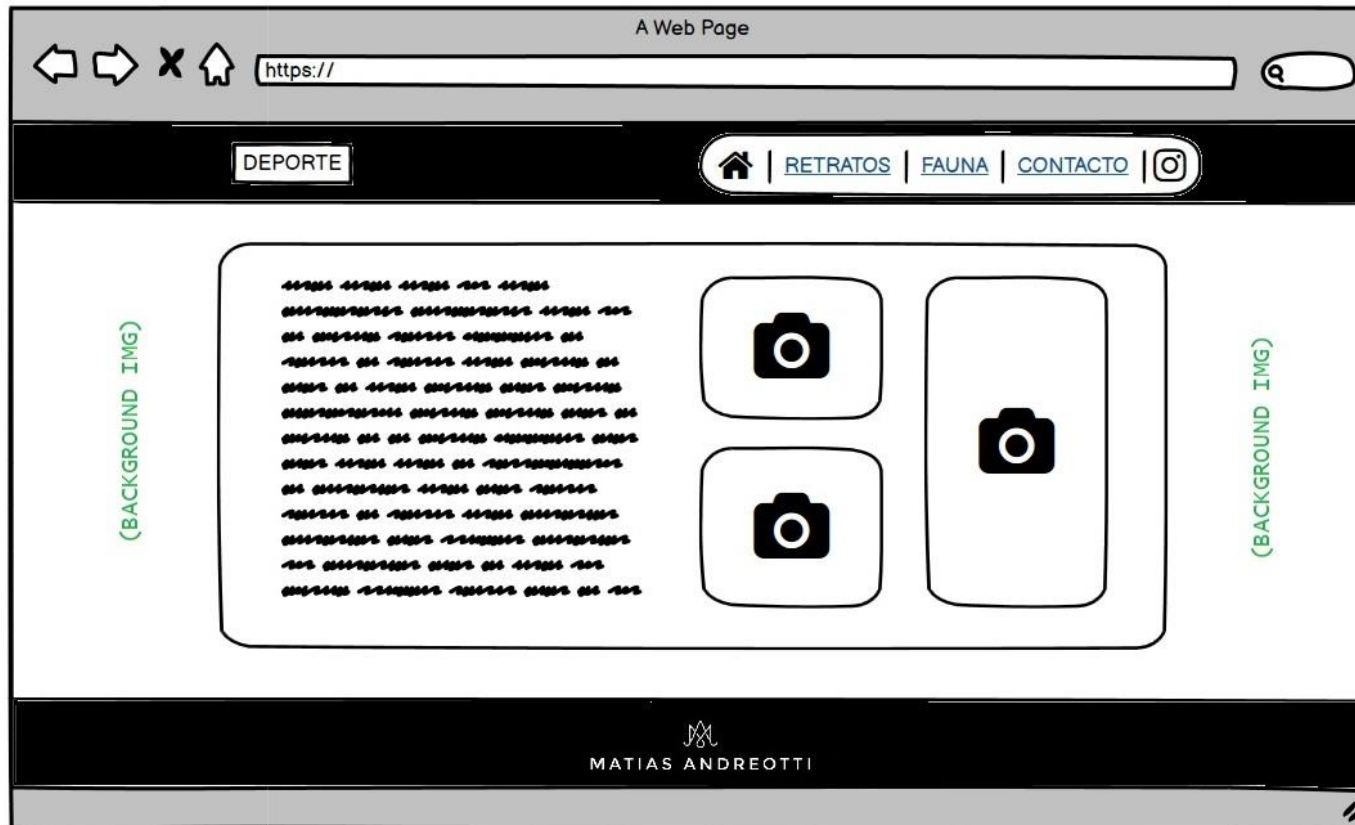 A Web Page
https://
DEPORTE
RETRATOS
FAUNA
CONTACTO
(BACKGROUND IMG)
(BACKGROUND IMG)
MATIAS ANDREOTTI